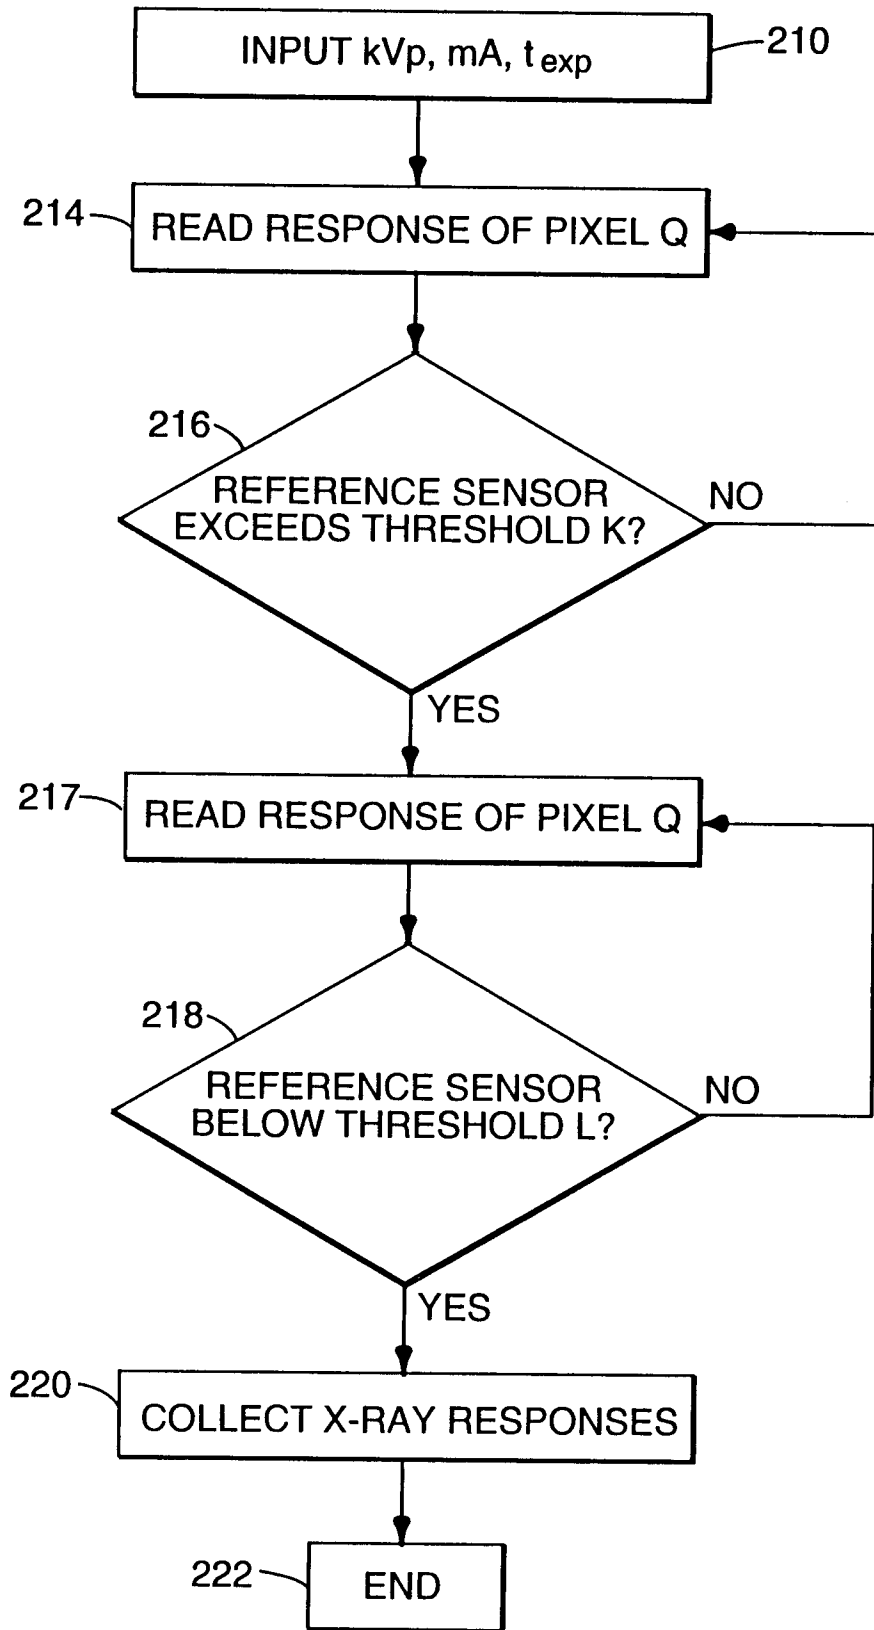 INPUT kVp, mA, t exp
210
214
READ RESPONSE OF PIXEL Q
216
REFERENCE SENSOR
EXCEEDS THRESHOLD K?
NO
YES
217
READ RESPONSE OF PIXEL Q
218
REFERENCE SENSOR
BELOW THRESHOLD L?
NO
YES
220
COLLECT X-RAY RESPONSES
222
END